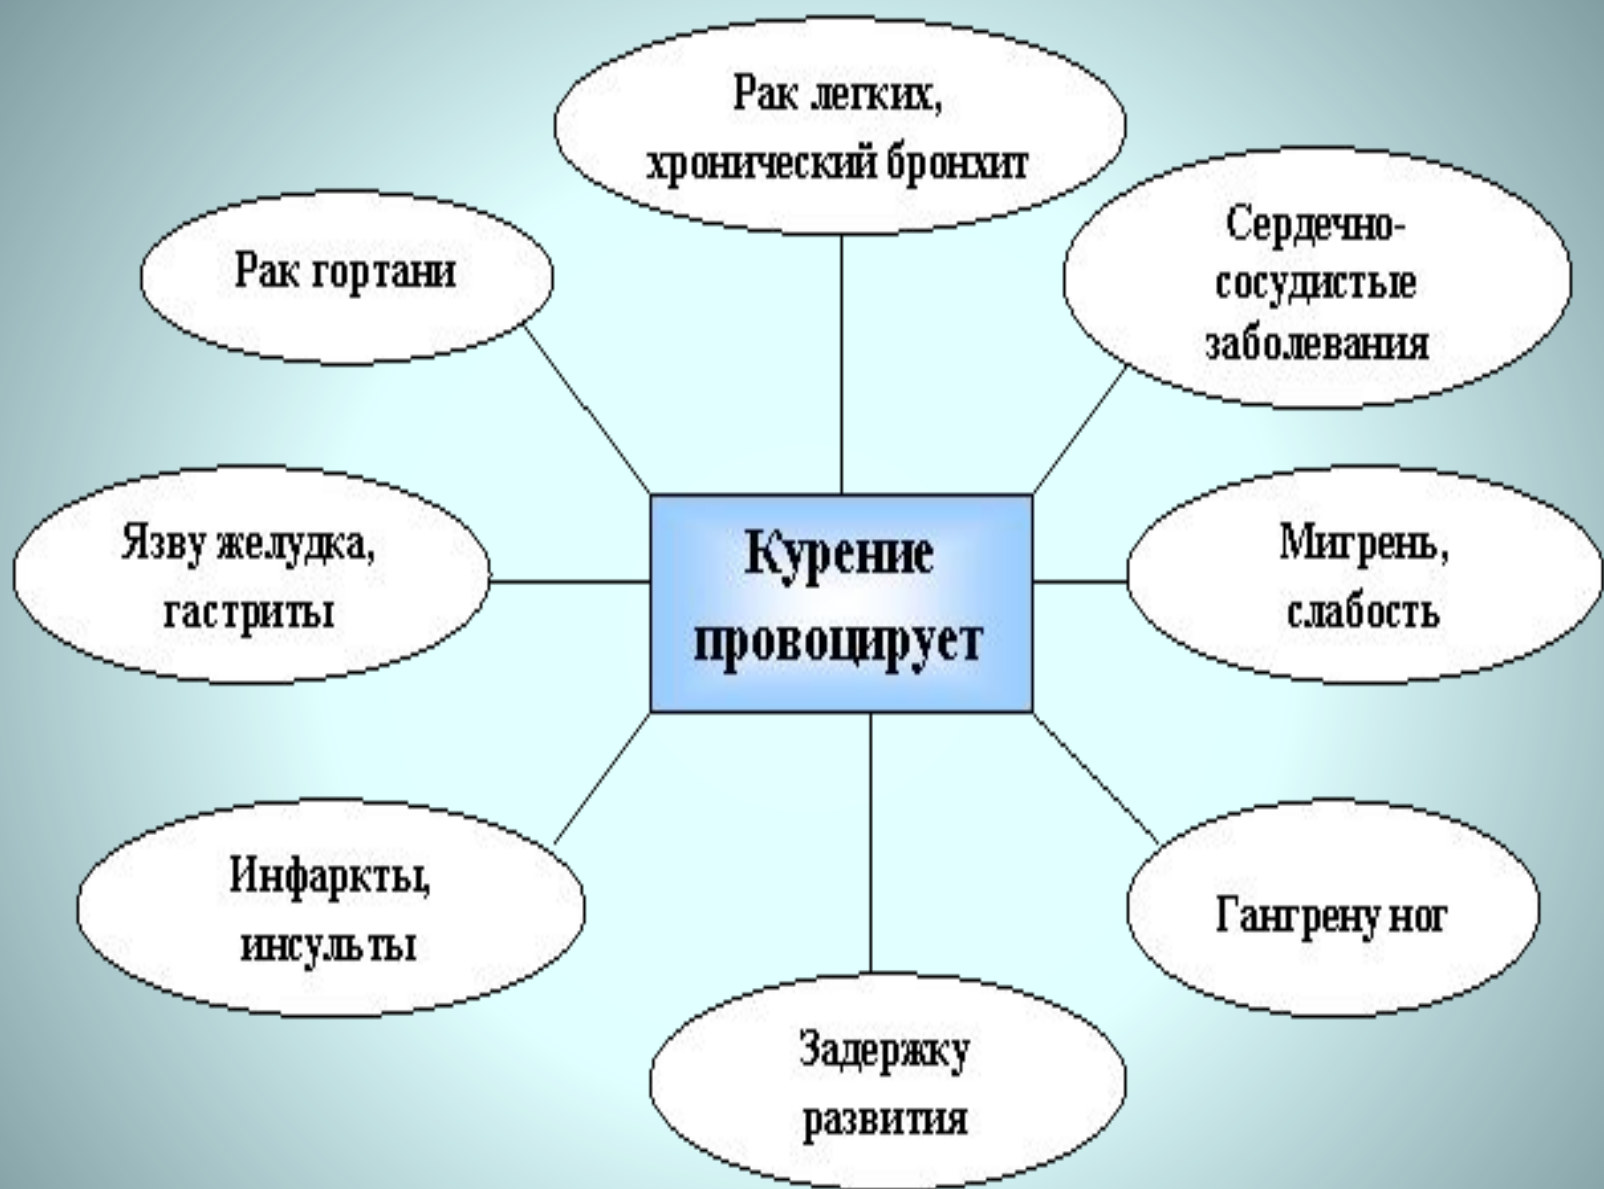 Рак легких,
хронический бронхит
Рак гортани
Сердечно-
сосудистые
заболевания
Язву желудка,
гастриты
Курение
провоцирует
Мигрень,
слабость
Инфаркты,
инсульты
Гангрену ног
Задержку
развития